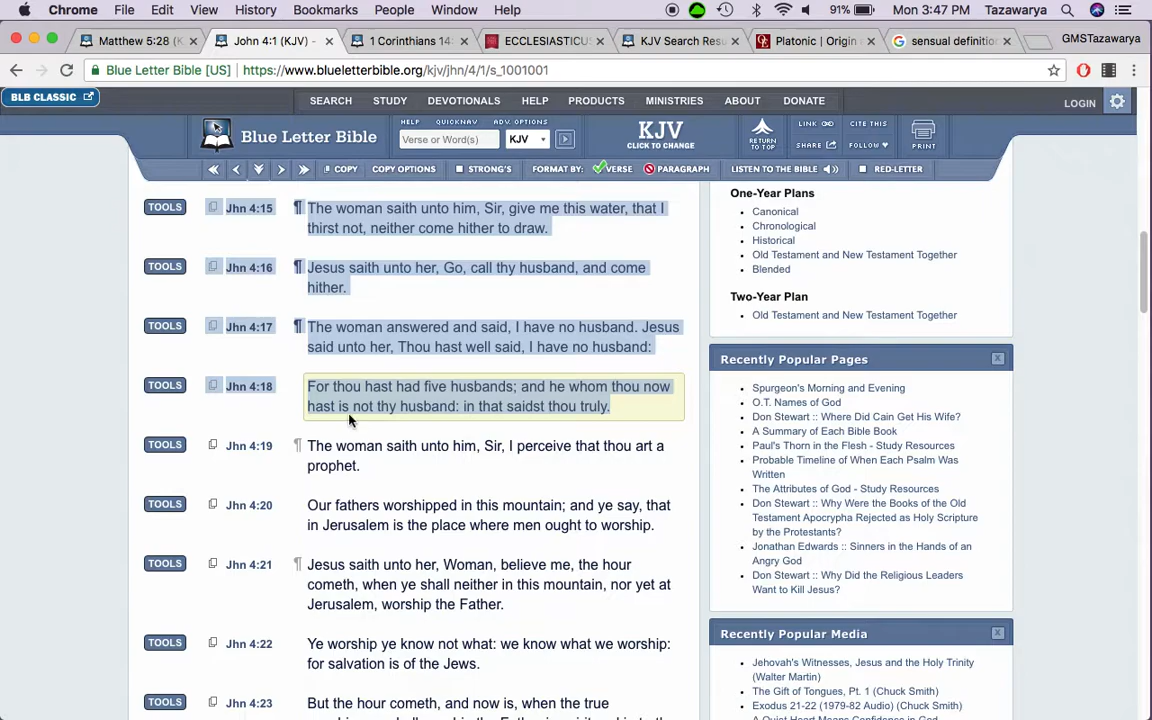 Chrome File Edit View History Bookmarks People Window Help 91% Mon 3:47 PM Tazawarya
Matthew 5:28 (KJV) John 4:1 (KJV) - 1 Corinthians 14: ECCLESIASTICUS KJV Search Resu Platonic | Origin sensual definition GMSTazawarya
Blue Letter Bible [US] https://www.blueletterbible.org/kjv/jhn/4/1/s_1001001
BLB CLASSIC
SEARCH STUDY DEVOTIONALS HELP PRODUCTS MINISTRIES ABOUT DONATE LOGIN
Blue Letter Bible
HELP QUICKNAV ADV. OPTIONS
Verse or Word(s) KJV
KJV
CLICK TO CHANGE
RETURN
TO TOP
LINK CITE THIS
SHARE FOLLOW
PRINT
COPY COPY OPTIONS STRONG'S FORMAT BY: VERSE PARAGRAPH LISTEN TO THE BIBLE RED-LETTER
TOOLS Jhn 4:15 ¶ The woman saith unto him, Sir, give me this water, that I
thirst not, neither come hither to draw.
TOOLS Jhn 4:16 ¶ Jesus saith unto her, Go, call thy husband, and come
hither.
TOOLS Jhn 4:17 ¶ The woman answered and said, I have no husband. Jesus
said unto her, Thou hast well said, I have no husband:
TOOLS Jhn 4:18 For thou hast had five husbands; and he whom thou now
hast is not thy husband: in that saidst thou truly.
TOOLS Jhn 4:19 ¶ The woman saith unto him, Sir, I perceive that thou art a
prophet.
TOOLS Jhn 4:20 Our fathers worshipped in this mountain; and ye say, that
in Jerusalem is the place where men ought to worship.
TOOLS Jhn 4:21 ¶ Jesus saith unto her, Woman, believe me, the hour
cometh, when ye shall neither in this mountain, nor yet at
Jerusalem, worship the Father.
TOOLS Jhn 4:22 Ye worship ye know not what: we know what we worship:
for salvation is of the Jews.
TOOLS Jhn 4:23 But the hour cometh, and now is, when the true
One-Year Plans
Canonical
Chronological
Historical
Old Testament and New Testament Together
Blended
Two-Year Plan
Old Testament and New Testament Together
Recently Popular Pages
Spurgeon's Morning and Evening
O.T. Names of God
Don Stewart :: Where Did Cain Get His Wife?
A Summary of Each Bible Book
Paul's Thorn in the Flesh - Study Resources
Probable Timeline of When Each Psalm Was
Written
The Attributes of God - Study Resources
Don Stewart :: Why Were the Books of the Old
Testament Apocrypha Rejected as Holy Scripture
by the Protestants?
Jonathan Edwards :: Sinners in the Hands of an
Angry God
Don Stewart :: Why Did the Religious Leaders
Want to Kill Jesus?
Recently Popular Media
Jehovah's Witnesses, Jesus and the Holy Trinity
(Walter Martin)
The Gift of Tongues, Pt. 1 (Chuck Smith)
Exodus 21-22 (1979-82 Audio) (Chuck Smith)